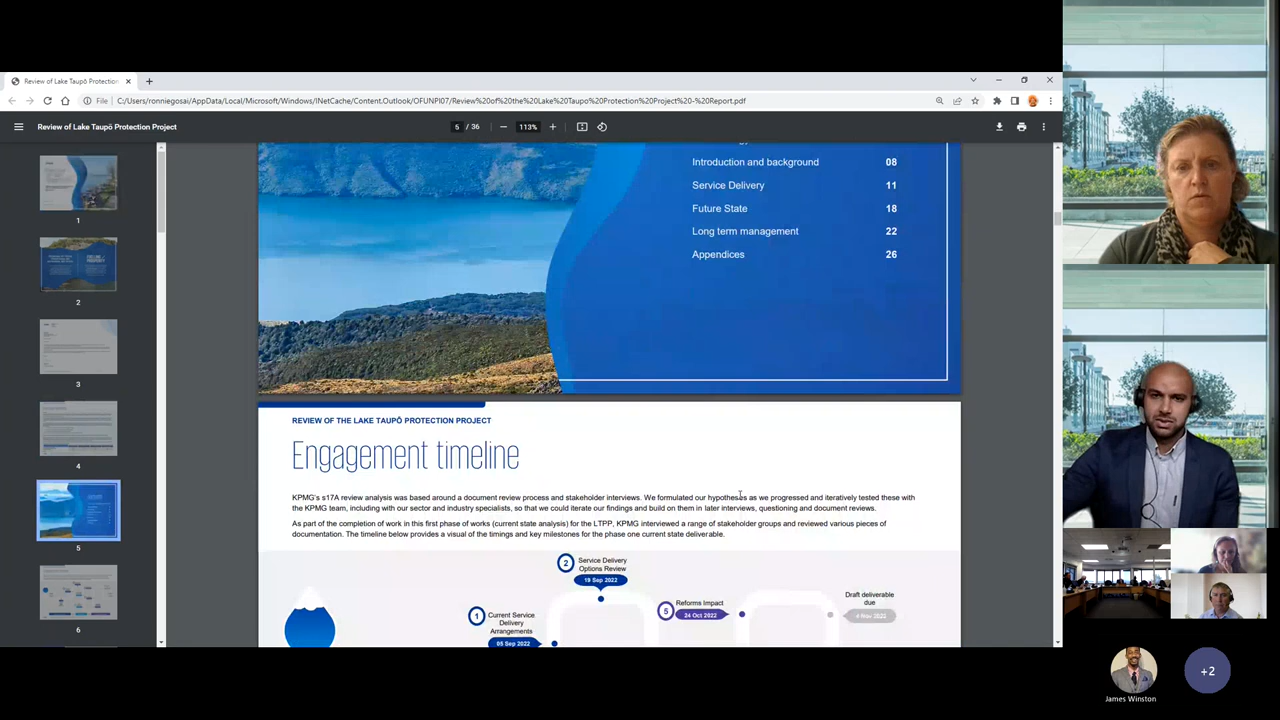 Review of Lake Taupō Protection
File
C:/Users/ronniegosai/AppData/Local/Microsoft/Windows/INetCache/Content.Outlook/OFUNPI07/Review%20of%20the%20Lake%20Taupo%20Protection%20Project%20-%20Report.pdf
Review of Lake Taupō Protection Project
5 / 36
113%
1
2
3
4
5
6
Introduction and background 08
Service Delivery 11
Future State 18
Long term management 22
Appendices 26
REVIEW OF THE LAKE TAUPŌ PROTECTION PROJECT
Engagement timeline
KPMG's s17A review analysis was based around a document review process and stakeholder interviews. We formulated our hypotheses as we progressed and iteratively tested these with
the KPMG team, including with our sector and industry specialists, so that we could iterate our findings and build on them in later interviews, questioning and document reviews.
As part of the completion of work in this first phase of works (current state analysis) for the LTPP, KPMG interviewed a range of stakeholder groups and reviewed various pieces of
documentation. The timeline below provides a visual of the timings and key milestones for the phase one current state deliverable.
2
Service Delivery
Options Review
19 Sep 2022
1
Current Service
Delivery
Arrangements
05 Sep 2022
5
Reforms Impact
24 Oct 2022
Draft deliverable
due
James Winston
+2